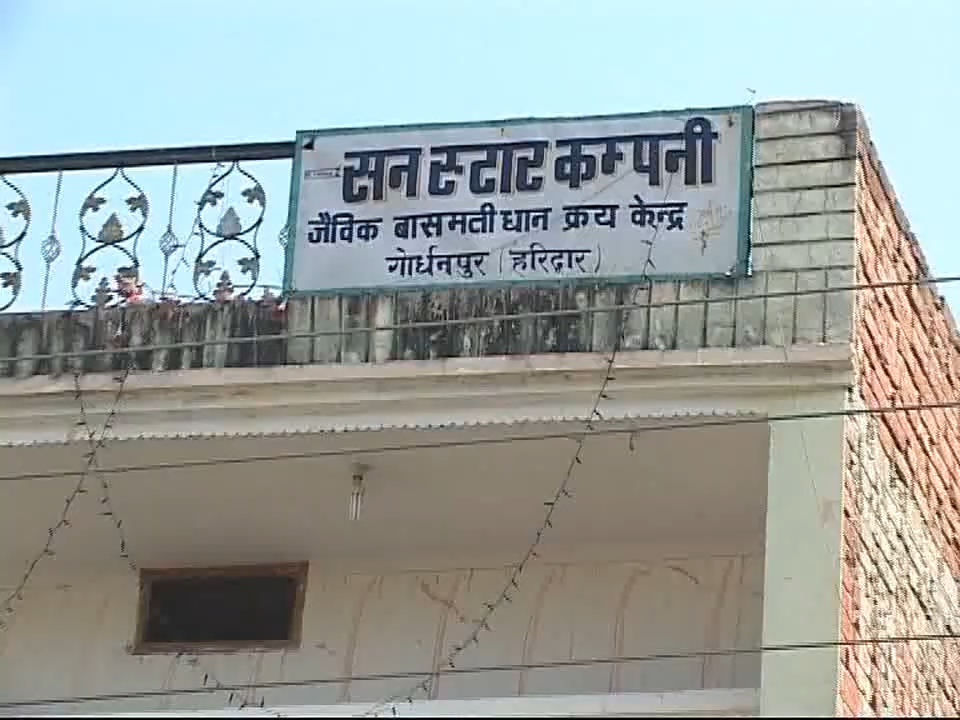 सन स्टार कम्पनी
जैविक बासमती धान क्रय केन्द्र
गोर्धनपुर (हरिद्वार)